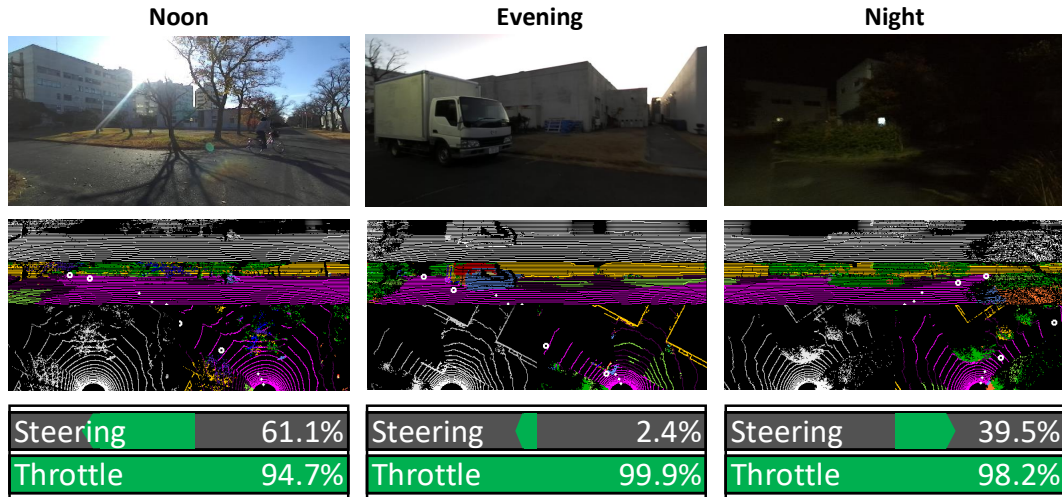 Noon
Evening
Night
Steering 61.1%
Throttle 94.7%
Steering 2.4%
Throttle 99.9%
Steering 39.5%
Throttle 98.2%